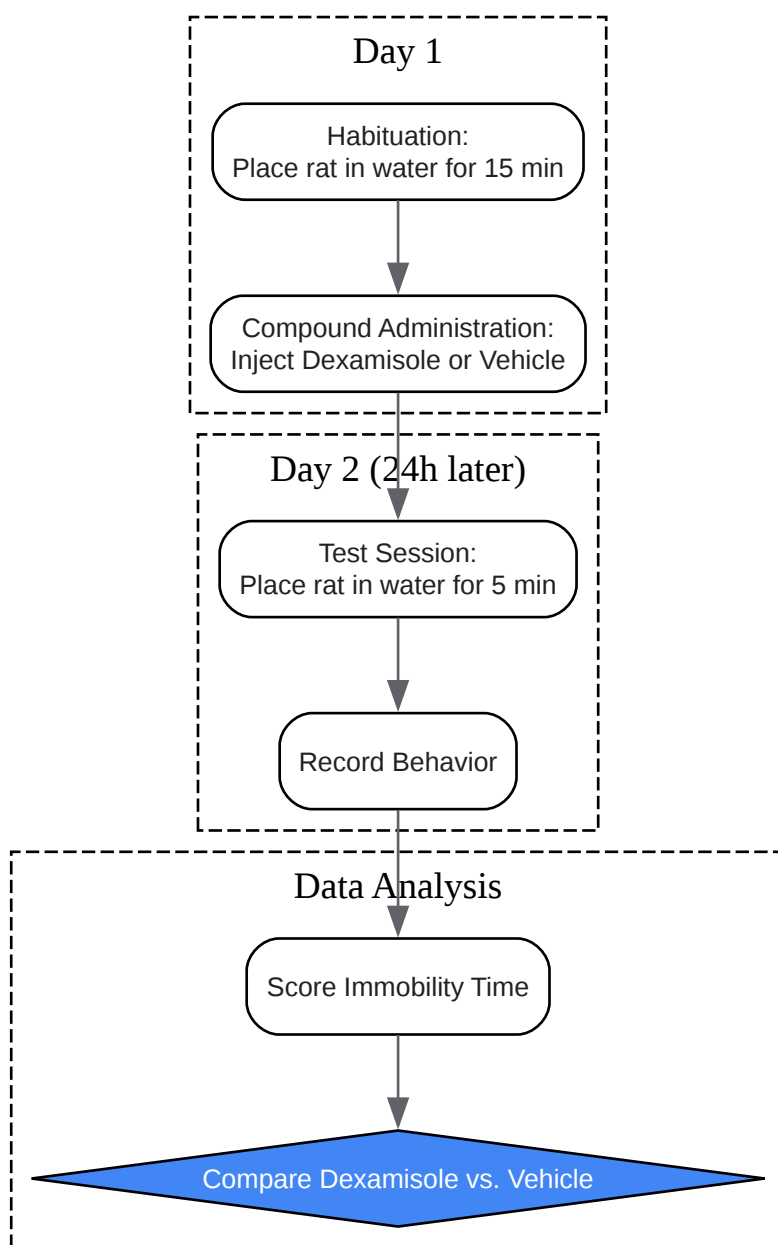 Day 1
Habituation:
Place rat in water for 15 min
Compound Administration:
Inject Dexamisole or Vehicle
Day 2 (24h later)
Test Session:
Place rat in water for 5 min
Record Behavior
Data Analysis
Score Immobility Time
Compare Dexamisole vs. Vehicle